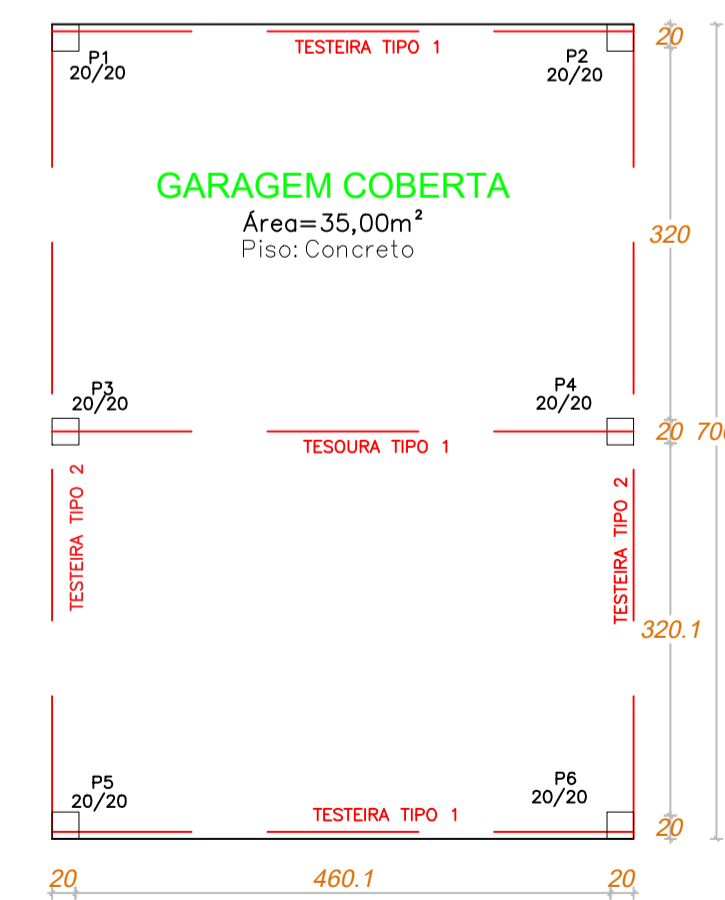 20
P1
20/20
TESTEIRA TIPO 1
P2
20/20
GARAGEM COBERTA
Área=35,00m²
Piso: Concreto
320
P3
20/20
P4
20/20
TESOURA TIPO 1
20
700
TESTEIRA TIPO 2
TESTEIRA TIPO 2
320.1
P5
20/20
P6
20/20
TESTEIRA TIPO 1
20
20
460.1
20